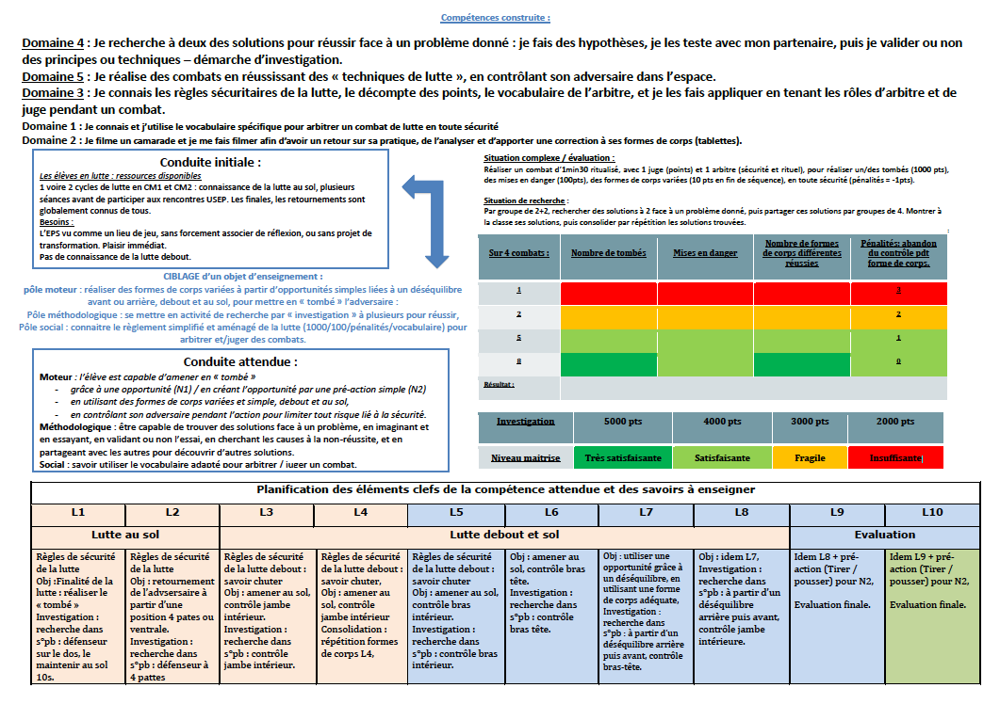 Compétences construite :
Domaine 4 : Je recherche à deux des solutions pour réussir face à un problème donné : je fais des hypothèses, je les teste avec mon partenaire, puis je valider ou non
des principes ou techniques – démarche d'investigation.
Domaine 5 : Je réalise des combats en réussissant des « techniques de lutte », en contrôlant son adversaire dans l'espace.
Domaine 3 : Je connais les règles sécuritaires de la lutte, le décompte des points, le vocabulaire de l'arbitre, et je les fais appliquer en tenant les rôles d'arbitre et de
juge pendant un combat.
Domaine 1 : Je connais et j'utilise le vocabulaire spécifique pour arbitrer un combat de lutte en toute sécurité
Domaine 2 : Je filme un camarade et je me fais filmer afin d'avoir un retour sur sa pratique, de l'analyser et d'apporter une correction à ses formes de corps (tablettes).
Conduite initiale :
Les élèves en lutte : ressources disponibles
1 voire 2 cycles de lutte en CM1 et CM2 : connaissance de la lutte au sol, plusieurs
séances avant de participer aux rencontres USEP. Les finales, les retournements sont
globalement connus de tous.
Besoins :
L'EPS vu comme un lieu de jeu, sans forcement associer de réflexion, ou sans projet de
transformation. Plaisir immédiat.
Pas de connaissance de la lutte debout.
CIBLAGE d'un objet d'enseignement :
pôle moteur : réaliser des formes de corps variées à partir d'opportunités simples liées à un déséquilibre
avant ou arrière, debout et au sol, pour mettre en « tombé » l'adversaire :
Pôle méthodologique : se mettre en activité de recherche par « investigation » à plusieurs pour réussir,
Pôle social : connaitre le règlement simplifié et aménagé de la lutte (1000/100/pénalités/vocabulaire) pour
arbitrer et/juger des combats.
Conduite attendue :
Moteur : l'élève est capable d'amener en « tombé »
- grâce à une opportunité (N1) / en créant l'opportunité par une pré-action simple (N2)
- en utilisant des formes de corps variées et simple, debout et au sol,
- en contrôlant son adversaire pendant l'action pour limiter tout risque lié à la sécurité.
Méthodologique : être capable de trouver des solutions face à un problème, en imaginant et
en essayant, en validant ou non l'essai, en cherchant les causes à la non-réussite, et en
partageant avec les autres pour découvrir d'autres solutions.
Social : savoir utiliser le vocabulaire adapté pour arbitrer / juger un combat.
Situation complexe / évaluation :
Réaliser un combat d'1min30 ritualisé, avec 1 juge (points) et 1 arbitre (sécurité et rituel), pour réaliser un/des tombés (1000 pts),
des mises en danger (100pts), des formes de corps variées (10 pts en fin de séquence), en toute sécurité (pénalités = -1pts).
Situation de recherche :
Par groupe de 2+2, rechercher des solutions à 2 face à un problème donné, puis partager ces solutions par groupes de 4. Montrer à
la classe ses solutions, puis consolider par répétition les solutions trouvées.
Sur 4 combats : Nombre de tombés Mises en danger Nombre de formes de corps différentes réussies Pénalités: abandon du contrôle pdt forme de corps.
1 3
2 2
5 1
8 0
Résultat :
Investigation 5000 pts 4000 pts 3000 pts 2000 pts
Niveau maitrise Très satisfaisante Satisfaisante Fragile Insuffisante
Planification des éléments clefs de la compétence attendue et des savoirs à enseigner
L1 L2 L3 L4 L5 L6 L7 L8 L9 L10
Lutte au sol Lutte debout et sol Evaluation
Règles de sécurité
de la lutte
Obj :Finalité de la
lutte : réaliser le
« tombé »
Investigation :
recherche dans
s°pb : défenseur
sur le dos, le
maintenir au sol
10s.
Règles de sécurité
de la lutte
Obj : retournement
de l'advsersaire à
partir d'une
position 4 pates ou
ventrale.
Investigation :
recherche dans
s°pb : défenseur à
4 pattes
Règles de sécurité
de la lutte debout :
savoir chuter
Obj : amener au sol,
contrôle jambe
intérieur.
Investigation :
recherche dans
s°pb : contrôle
jambe intérieur.
Règles de sécurité
de la lutte debout :
savoir chuter,
Obj : amener au
sol, contrôle
jambe intérieur
Consolidation :
répétition formes
de corps L4,
Règles de sécurité
de la lutte debout :
savoir chuter
Obj : amener au sol,
contrôle bras
intérieur.
Investigation :
recherche dans
s°pb : contrôle bras
intérieur.
Obj : amener au
sol, contrôle bras
tête.
Investigation :
recherche dans
s°pb : contrôle
bras tête.
Obj : utiliser une
opportunité grâce à
un déséquilibre, en
utilisant une forme
de corps adéquate,
Investigation :
recherche dans
s°pb : à partir d'un
déséquilibre arrière
puis avant, contrôle
bras-tête.
Obj : idem L7,
Investigation :
recherche dans
s°pb : à partir d'un
déséquilibre
arrière puis avant,
contrôle jambe
intérieure.
Idem L8 + pré-
action (Tirer /
pousser) pour N2,
Evaluation finale.
Idem L9 + pré-
action (Tirer /
pousser) pour N2,
Evaluation finale.